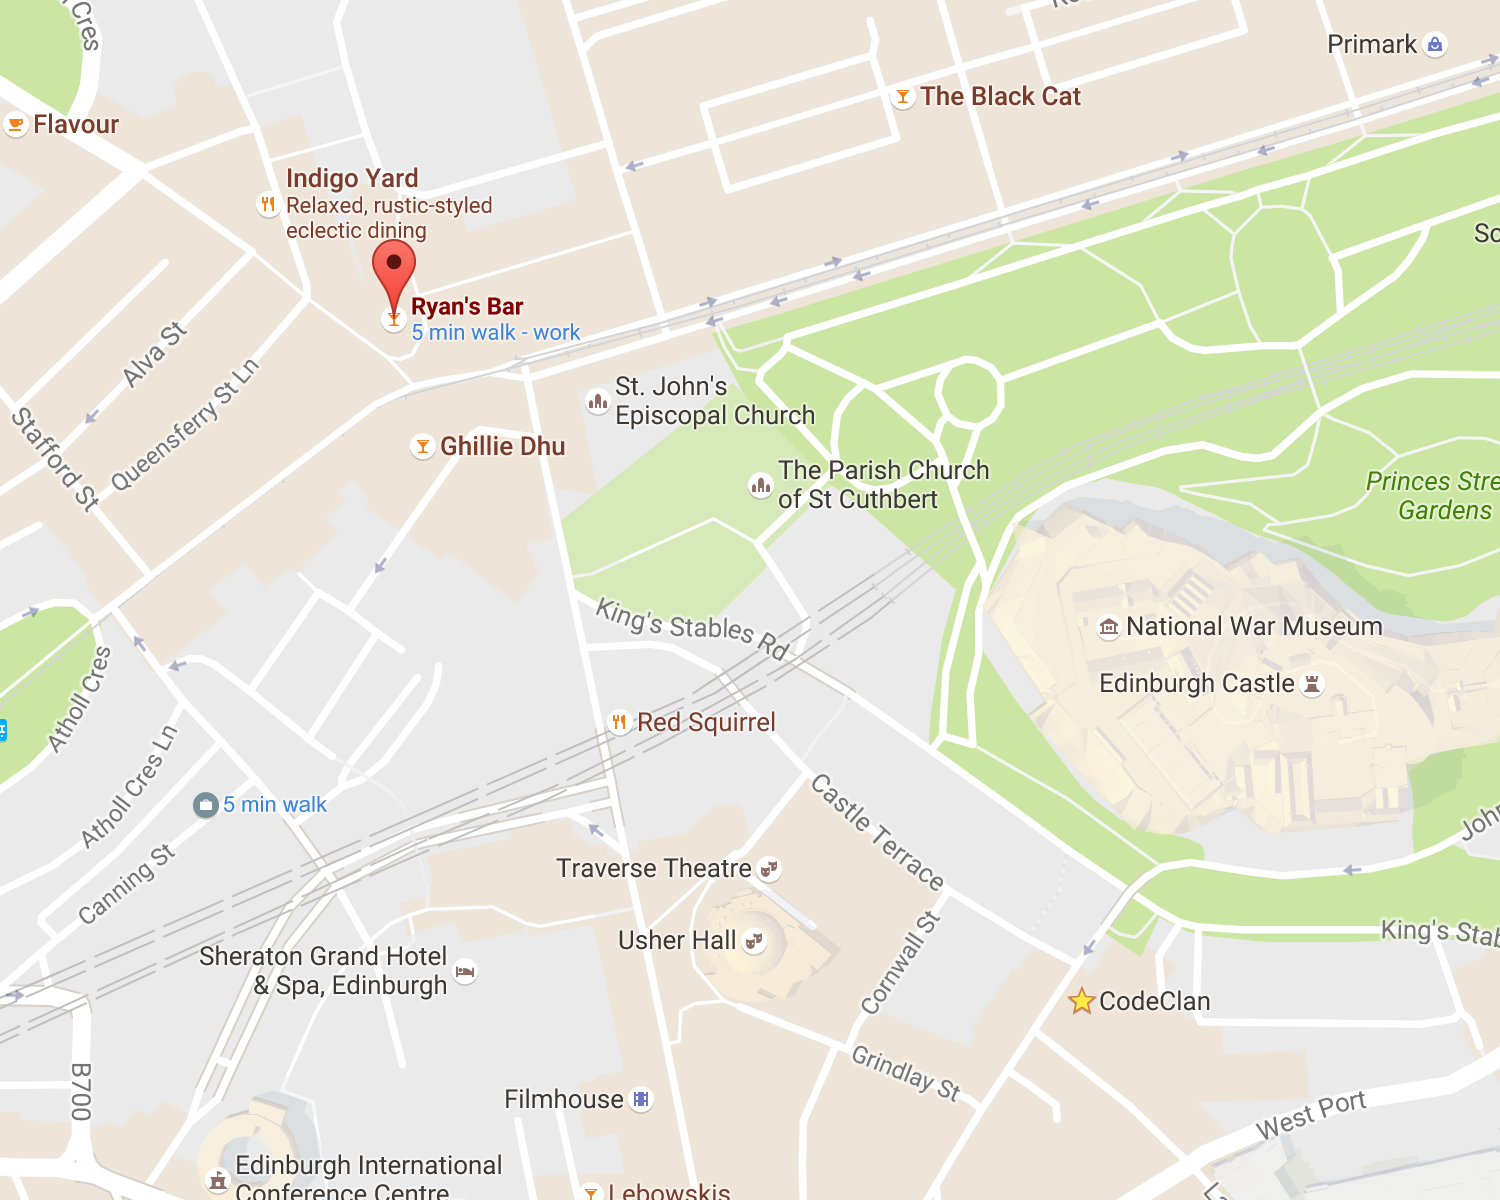 Cres
Primark
The Black Cat
Flavour
Indigo Yard
Relaxed, rustic-styled
eclectic dining
Ryan's Bar
5 min walk - work
Alva St
Queensferry St Ln
Stafford St
St. John's
Episcopal Church
Ghillie Dhu
The Parish Church
of St Cuthbert
Princes Stre
Gardens
King's Stables Rd
National War Museum
Edinburgh Castle
Atholl Cres
Red Squirrel
Atholl Cres Ln
5 min walk
Castle Terrace
John
Canning St
Traverse Theatre
Usher Hall
Cornwall St
King's Stab
Sheraton Grand Hotel
& Spa, Edinburgh
CodeClan
Grindlay St
B700
Filmhouse
West Port
Edinburgh International
Conference Centre
Lebowskis